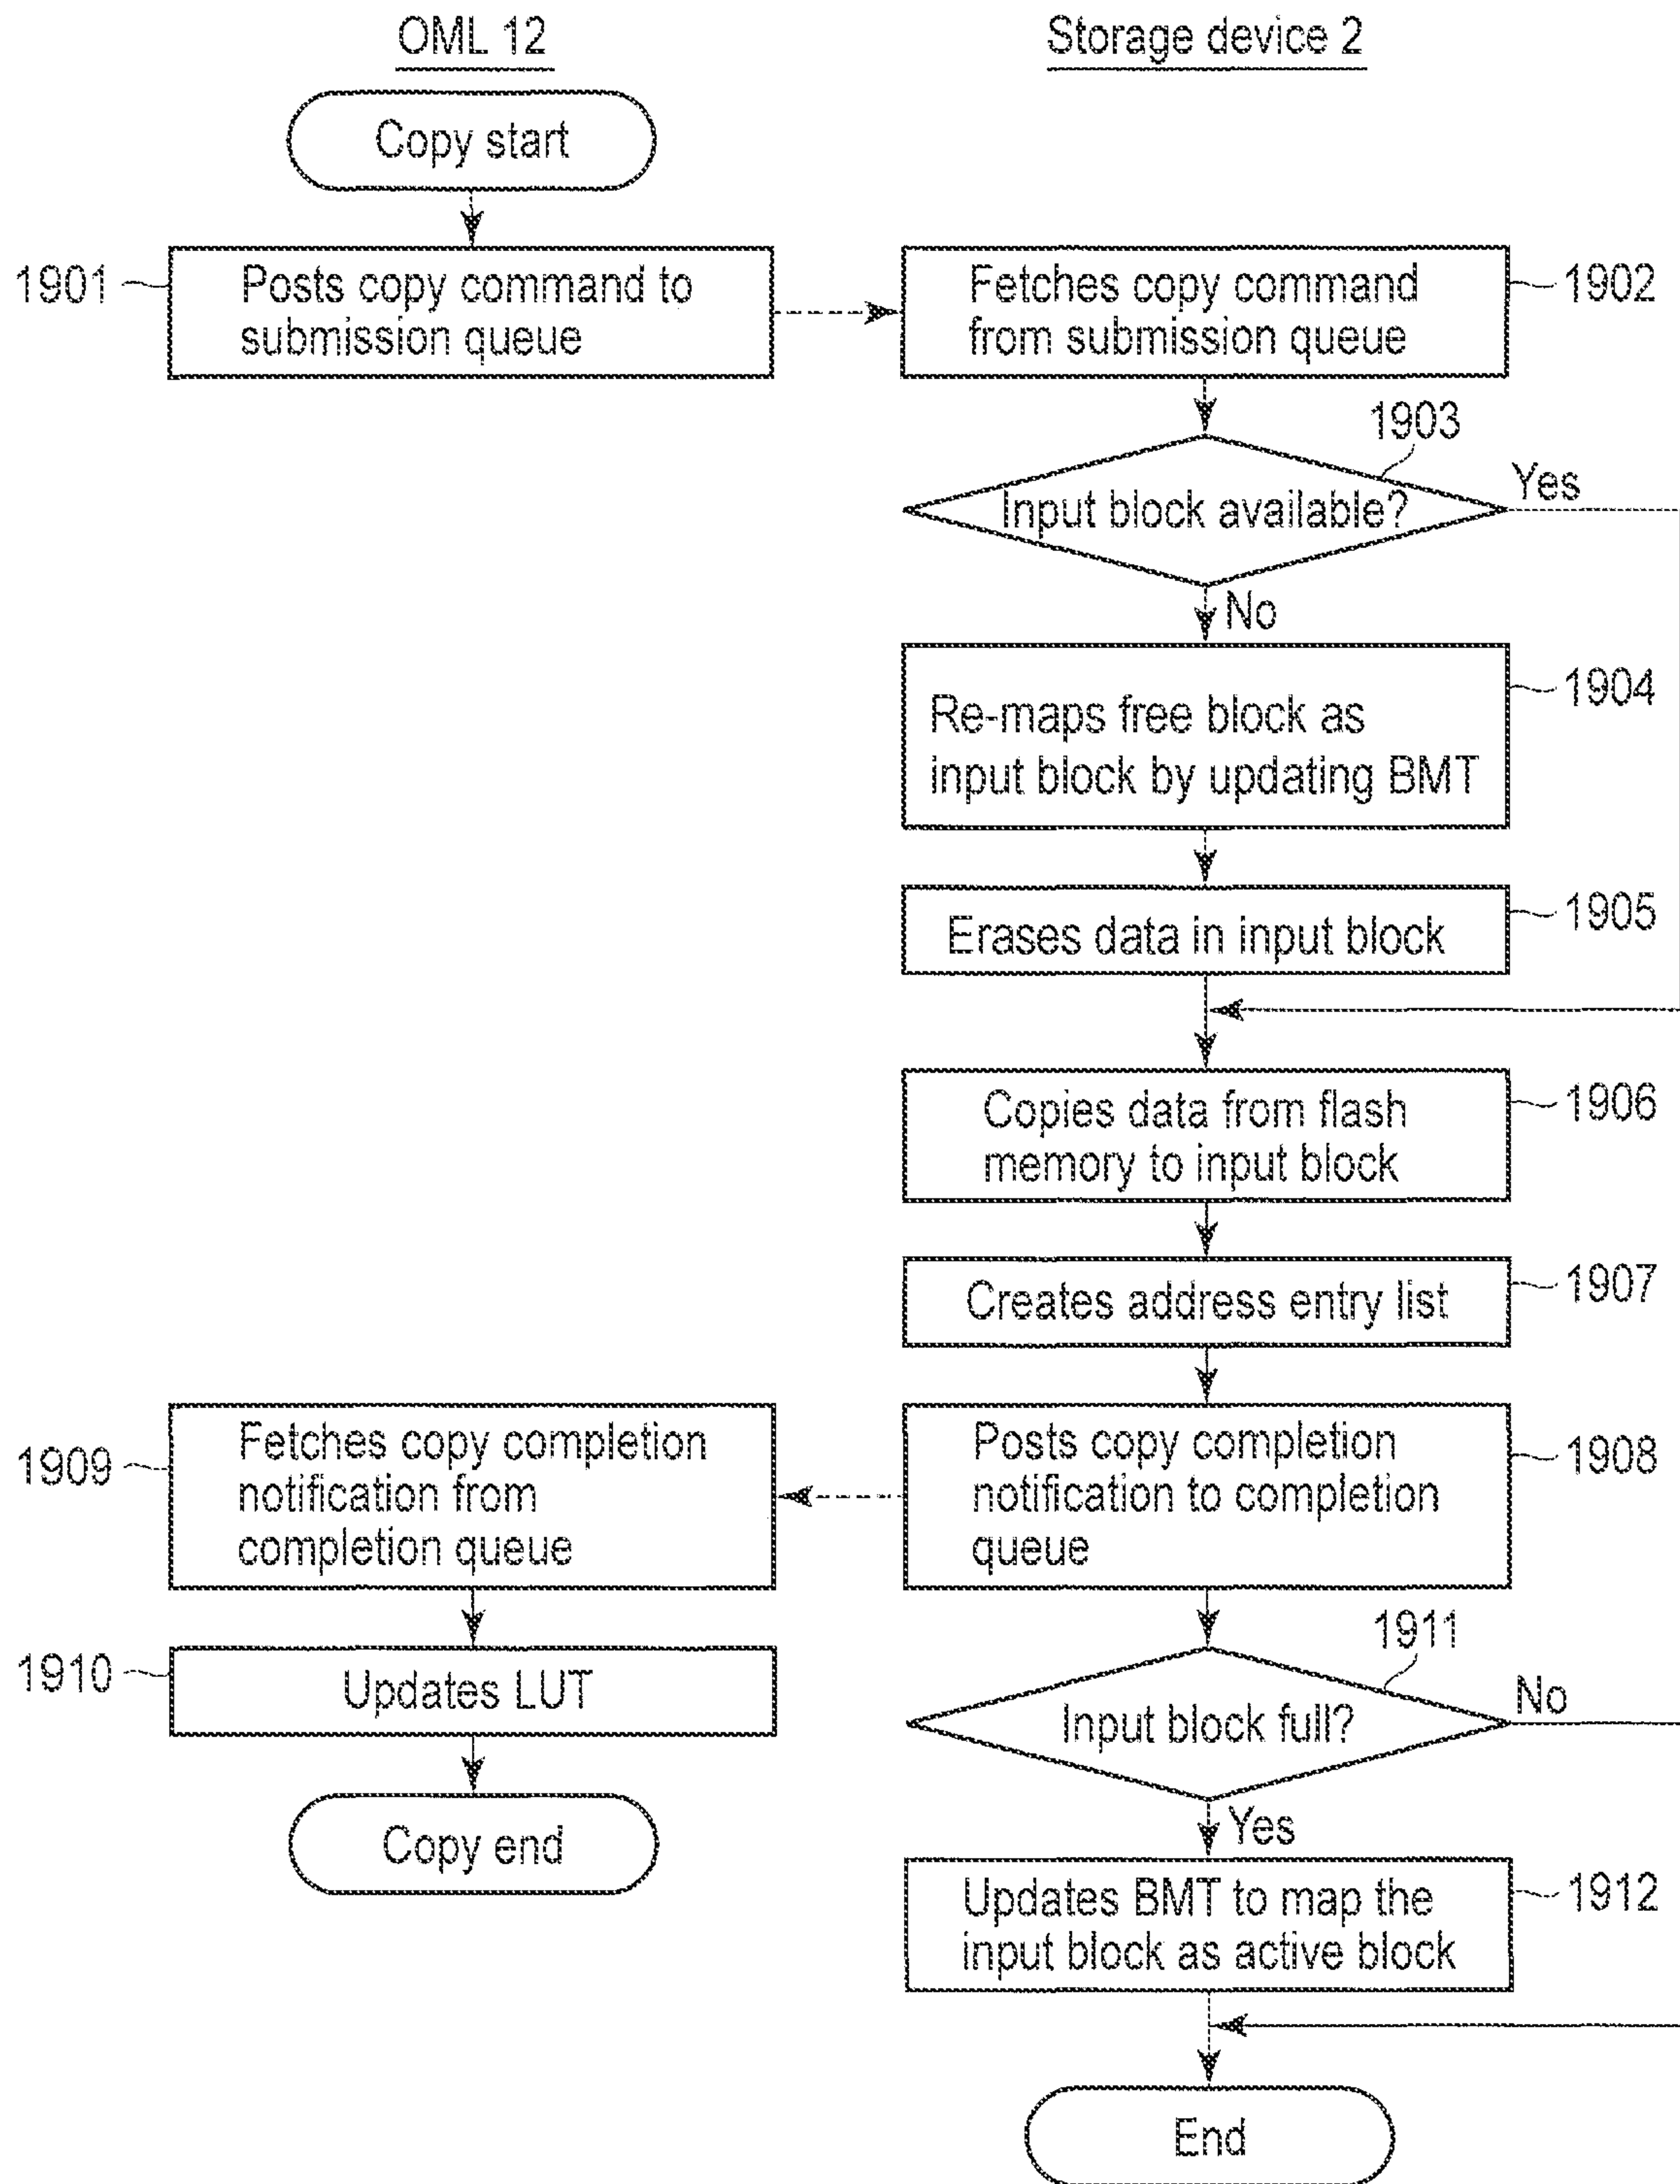 OML 12
Storage device 2
Copy start
1901
Posts copy command to
submission queue
Fetches copy command
from submission queue
1902
1903
Input block available?
Yes
No
Re-maps free block as
input block by updating BMT
1904
Erases data in input block
1905
Copies data from flash
memory to input block
1906
Creates address entry list
1907
Posts copy completion
notification to completion
queue
1908
1909
Fetches copy completion
notification from
completion queue
1910
Updates LUT
Copy end
1911
Input block full?
No
Yes
Updates BMT to map the
input block as active block
1912
End